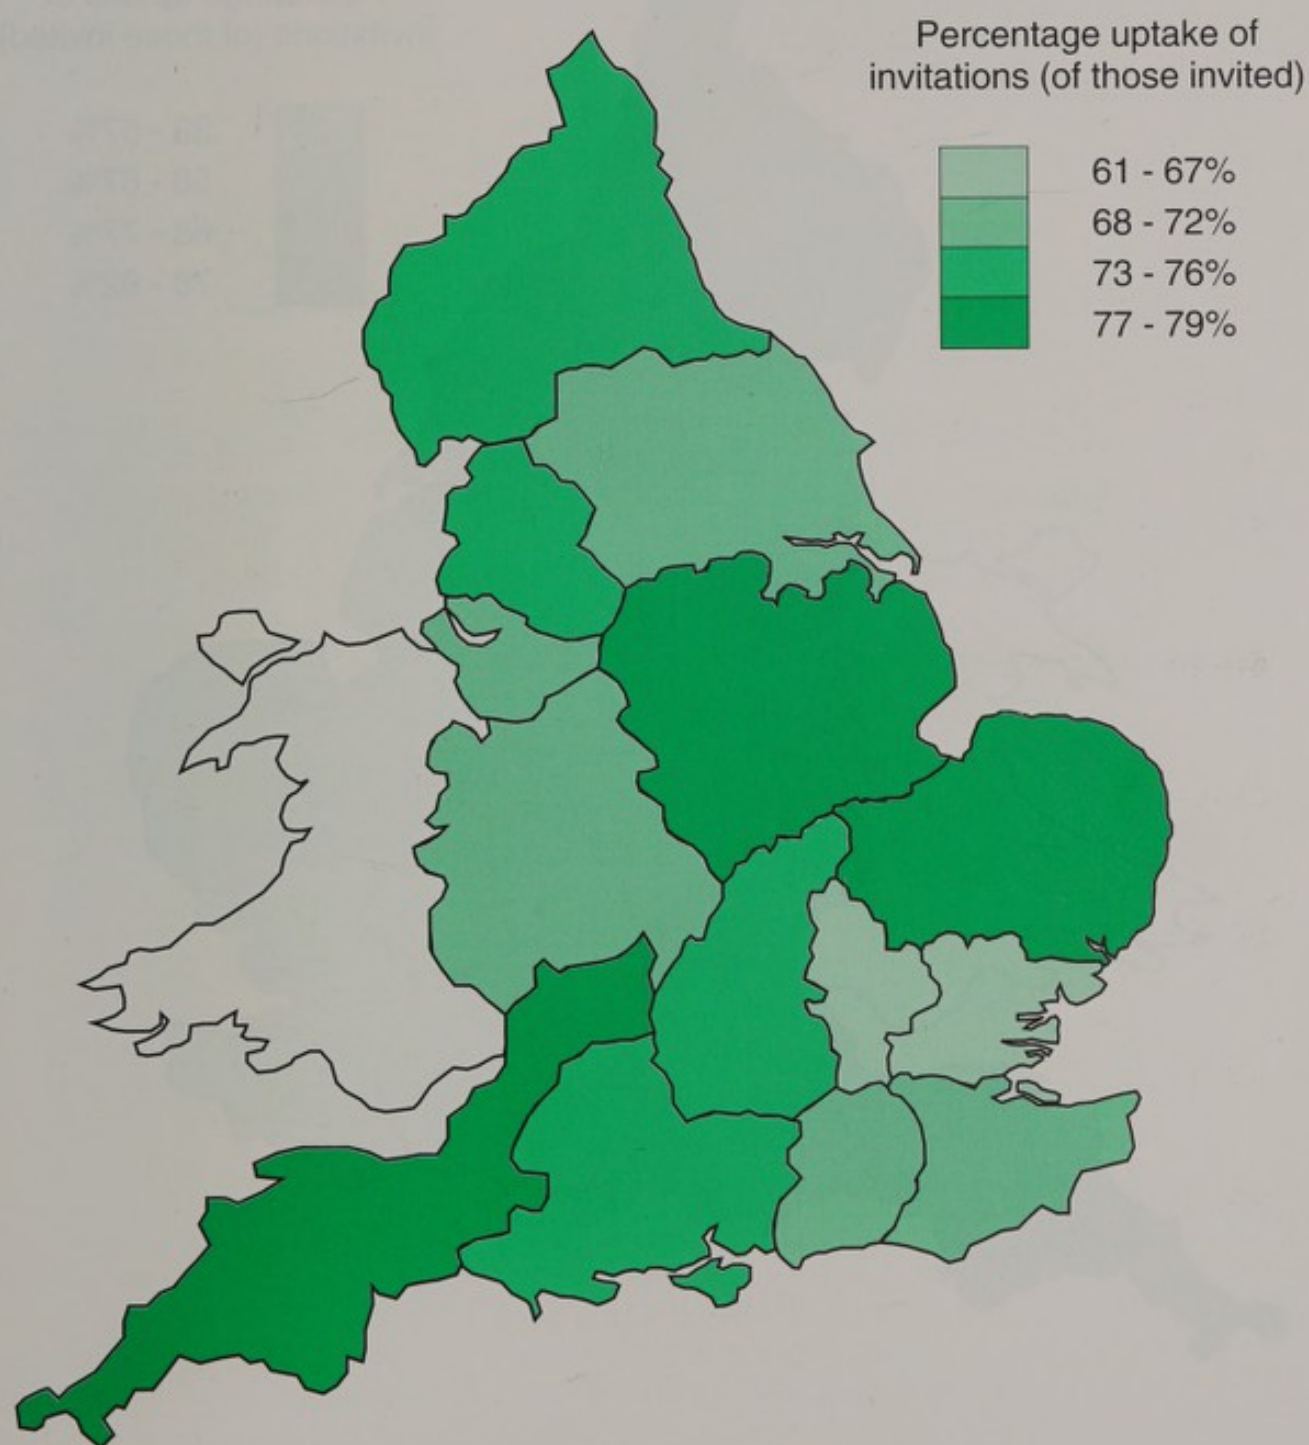 Percentage uptake of
invitations (of those invited)
61 - 67%
68 - 72%
73 - 76%
77 - 79%